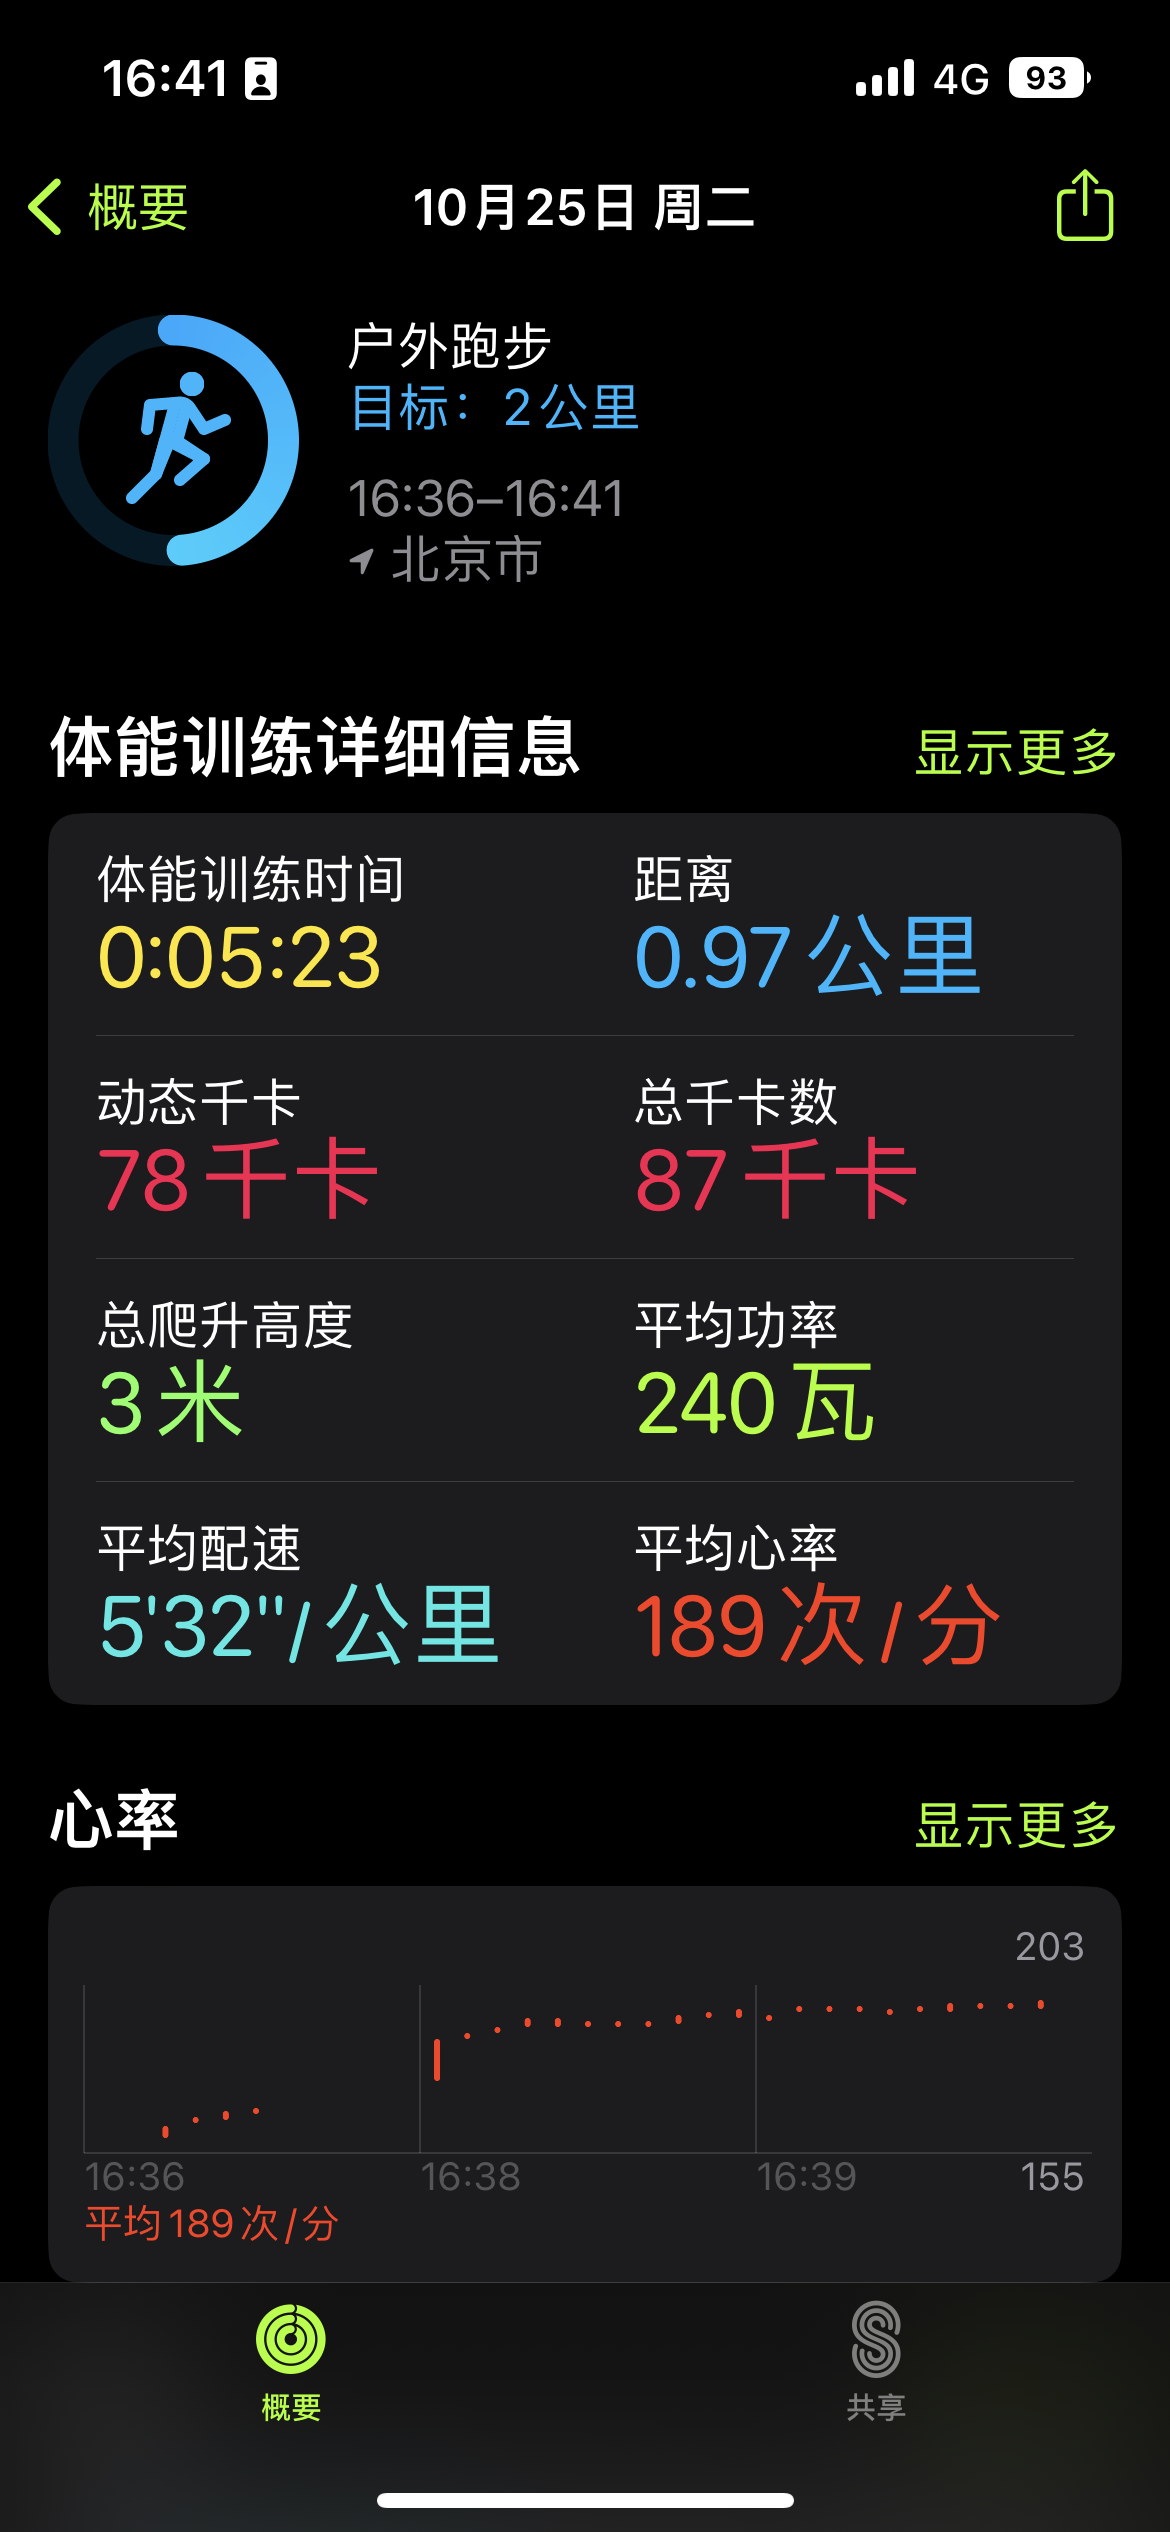 16:41
4G 93
概要
10月25日 周二
户外跑步
目标：2公里
16:36–16:41
北京市
体能训练详细信息
显示更多
体能训练时间
距离
0:05:23
0.97公里
动态千卡
总千卡数
78千卡
87千卡
总爬升高度
平均功率
3米
240瓦
平均配速
平均心率
5'32"/公里
189次/分
心率
显示更多
203
16:36
16:38
16:39
155
平均189次/分
概要
共享